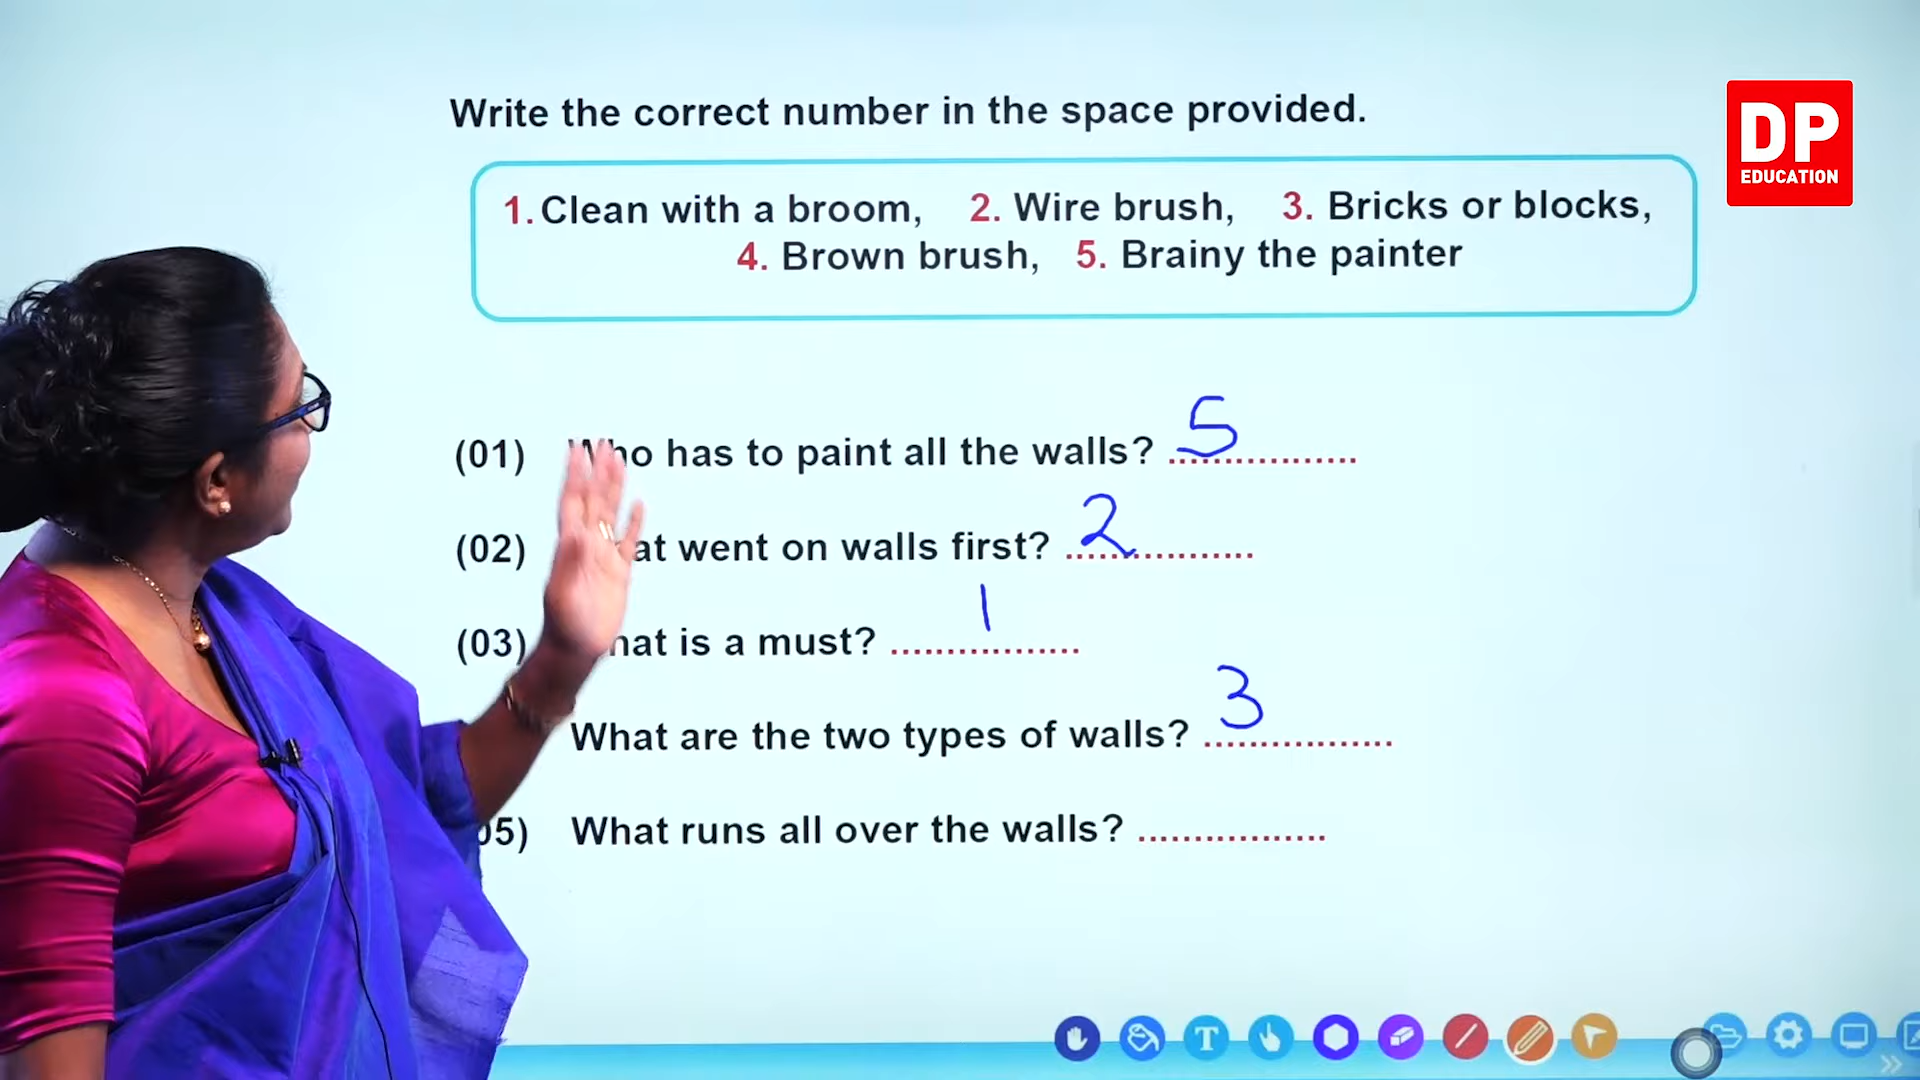 Write the correct number in the space provided.
DP
EDUCATION
1. Clean with a broom, 2. Wire brush, 3. Bricks or blocks,
4. Brown brush, 5. Brainy the painter
(01) Who has to paint all the walls? 5
(02) went on walls first? 2
(03) is a must? 1
What are the two types of walls? 3
05) What runs all over the walls? .................
T